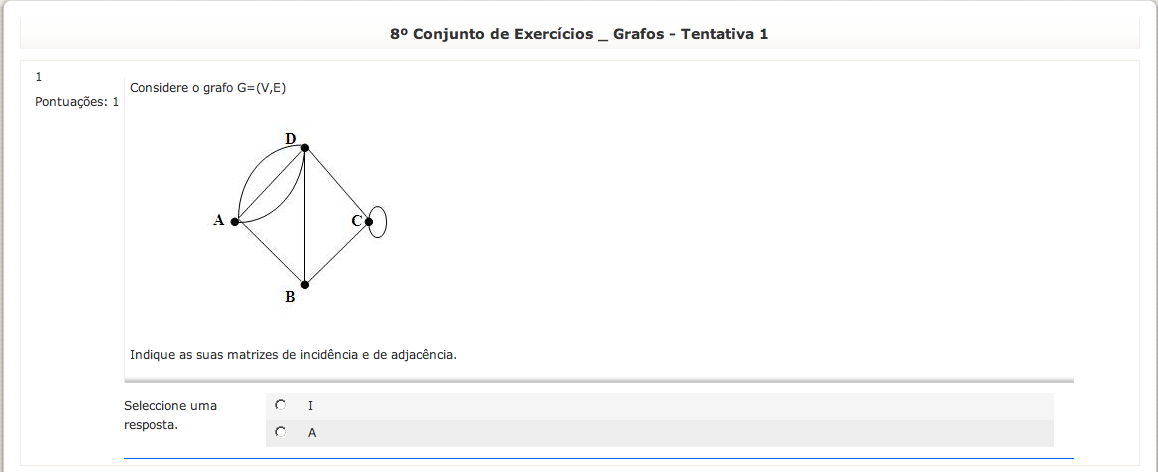 8º Conjunto de Exercícios _ Grafos - Tentativa 1
1
Pontuações: 1
Considere o grafo G=(V,E)
D
A
C
B
Indique as suas matrizes de incidência e de adjacência.
Seleccione uma
resposta.
I
A